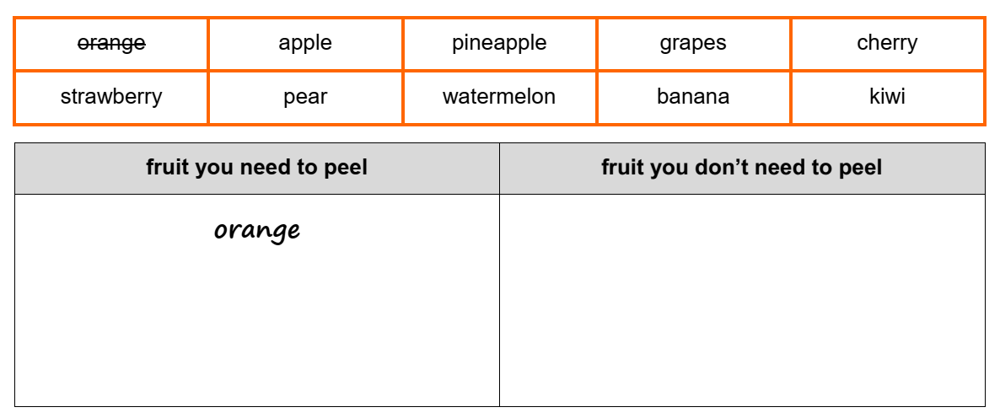 orange apple pineapple grapes cherry
strawberry pear watermelon banana kiwi
fruit you need to peel fruit you don’t need to peel
orange